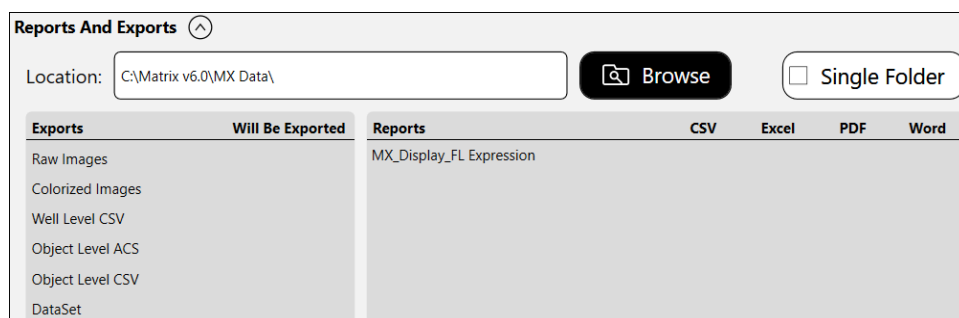 Reports And Exports
Location: C:\Matrix v6.0\MX Data\ Browse Single Folder
Exports Will Be Exported Reports CSV Excel PDF Word
Raw Images MX_Display_FL Expression
Colorized Images
Well Level CSV
Object Level ACS
Object Level CSV
DataSet